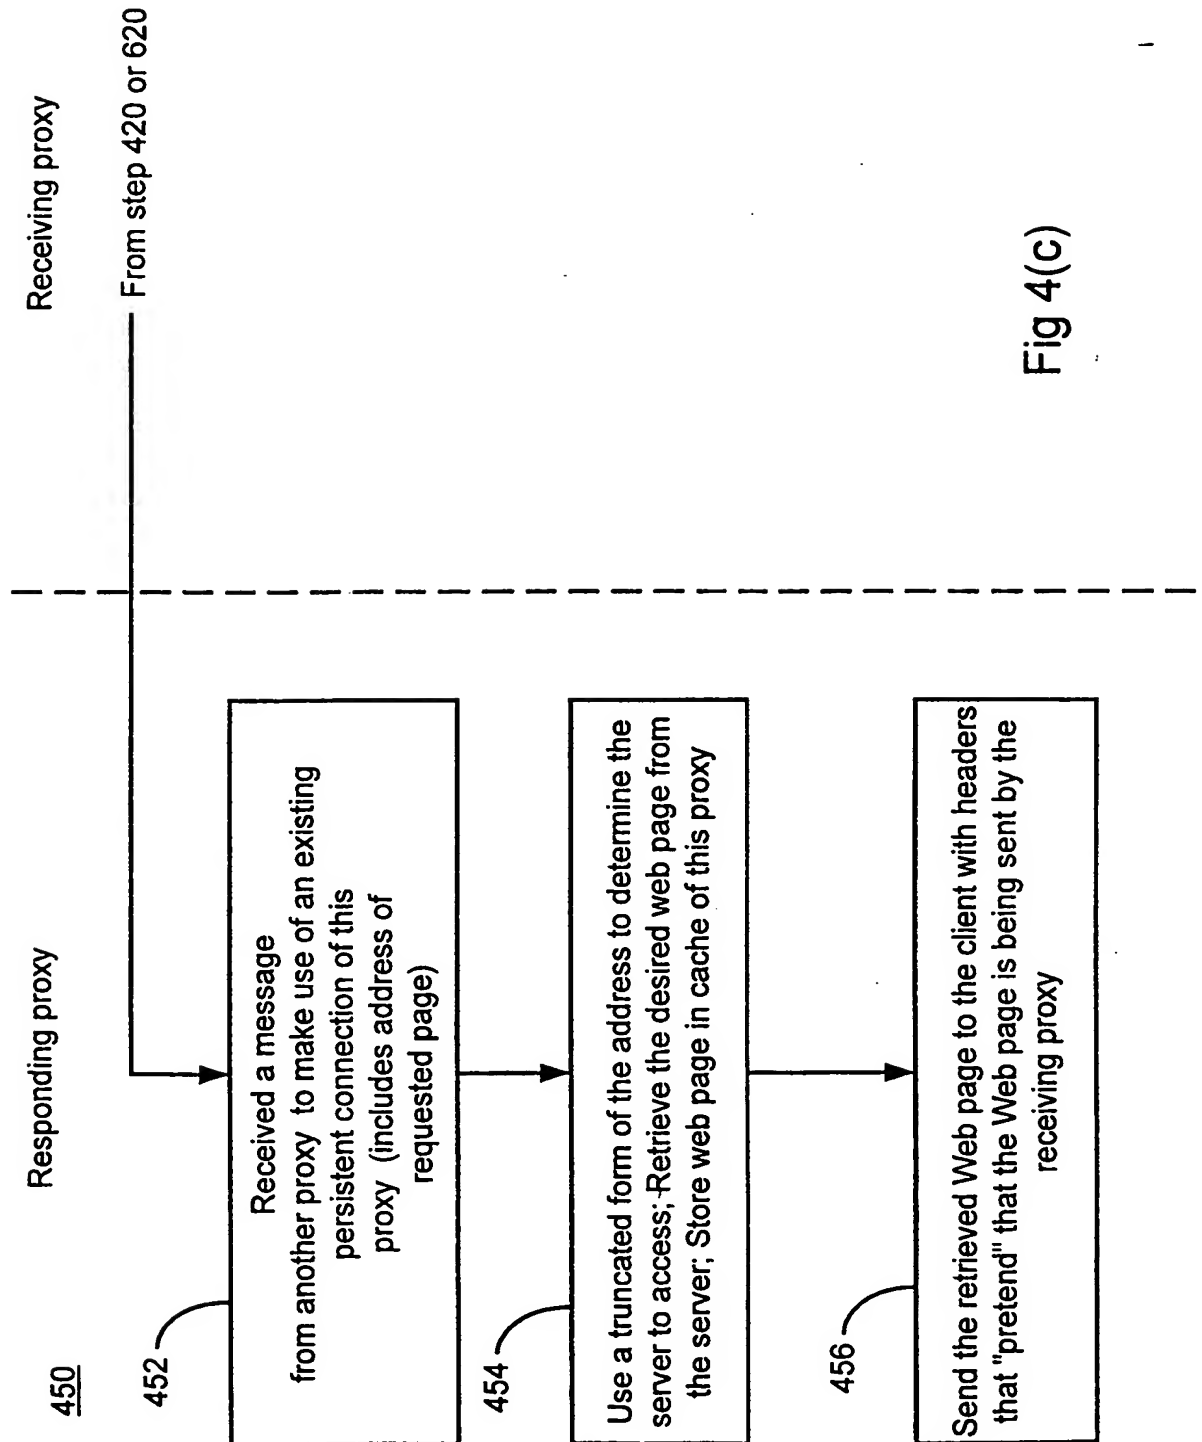 450
Responding proxy
Receiving proxy
From step 420 or 620
452
Received a message
from another proxy to make use of an existing
persistent connection of this
proxy (includes address of
requested page)
454
Use a truncated form of the address to determine the
server to access; Retrieve the desired web page from
the server; Store web page in cache of this proxy
456
Send the retrieved Web page to the client with headers
that "pretend" that the Web page is being sent by the
receiving proxy
Fig 4(c)